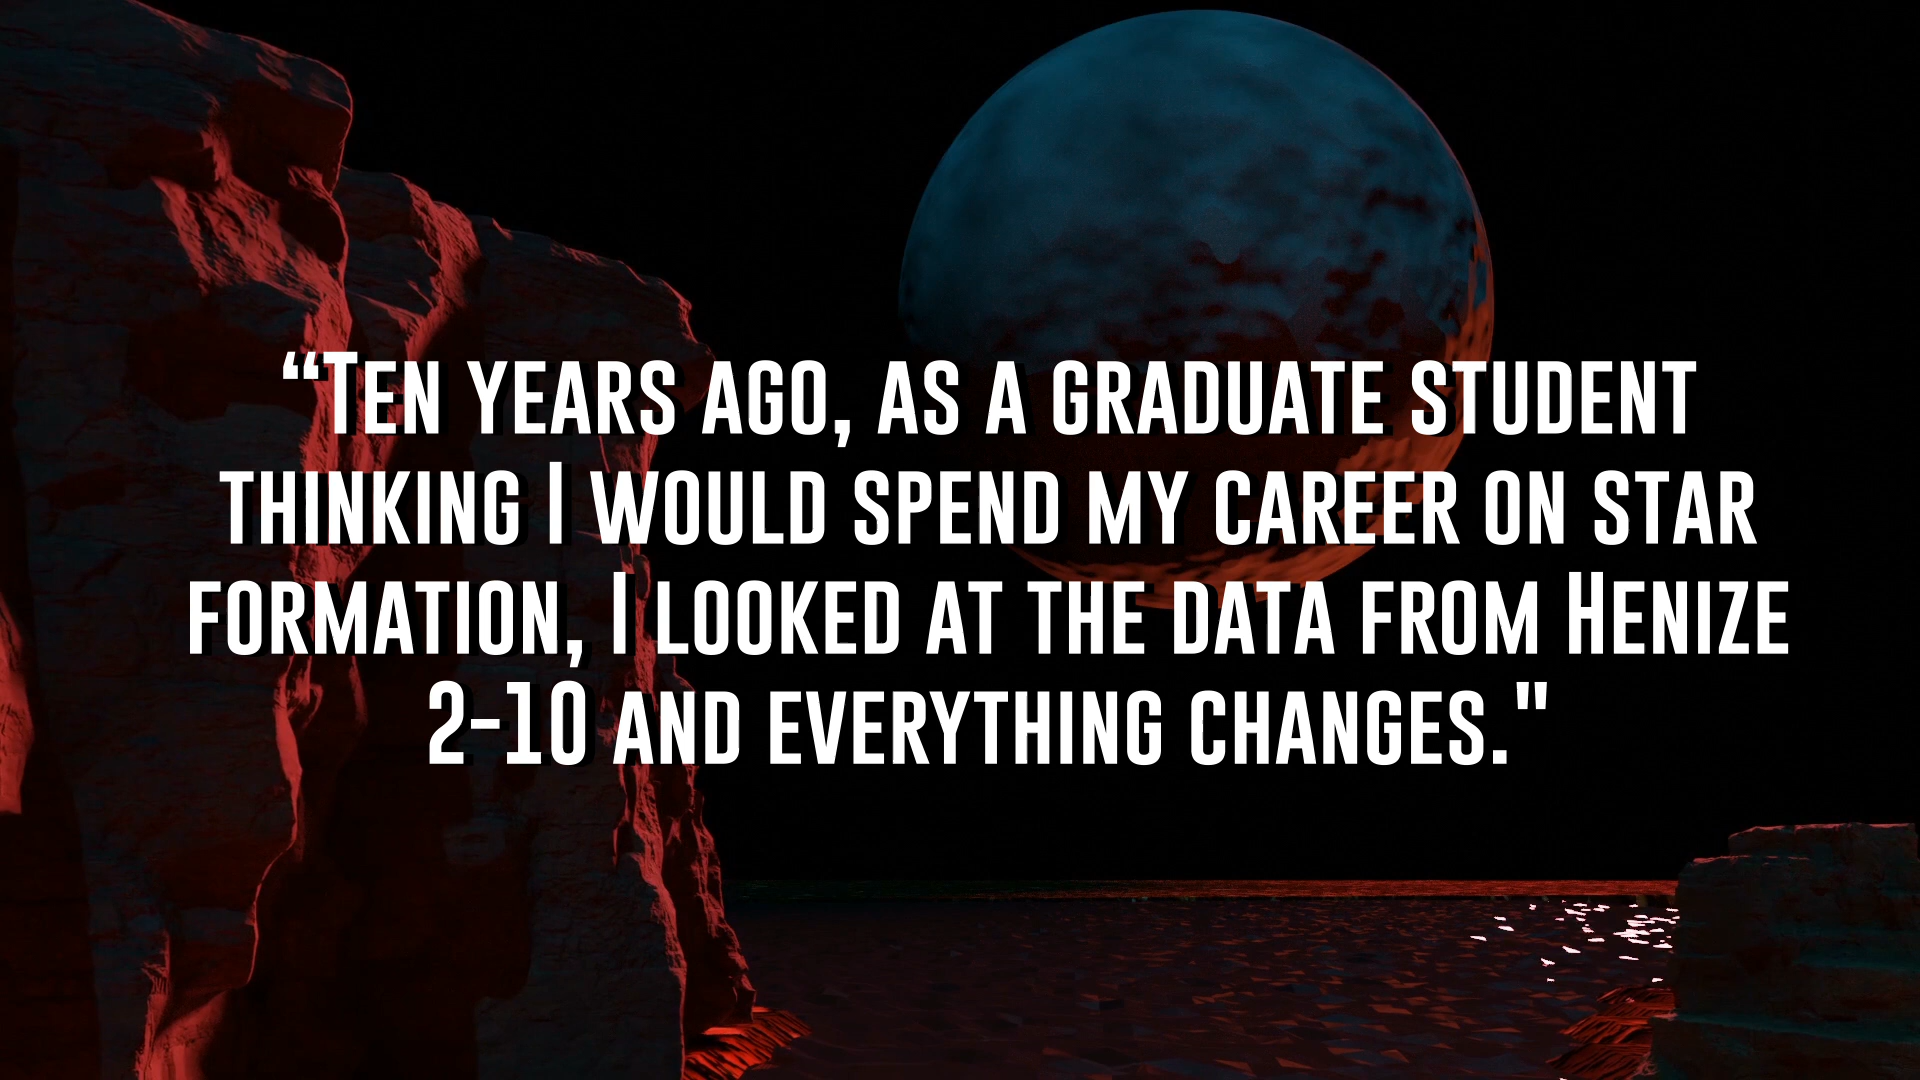 “Ten years ago, as a graduate student
thinking I would spend my career on star
formation, I looked at the data from Henize
2-10 and everything changes."